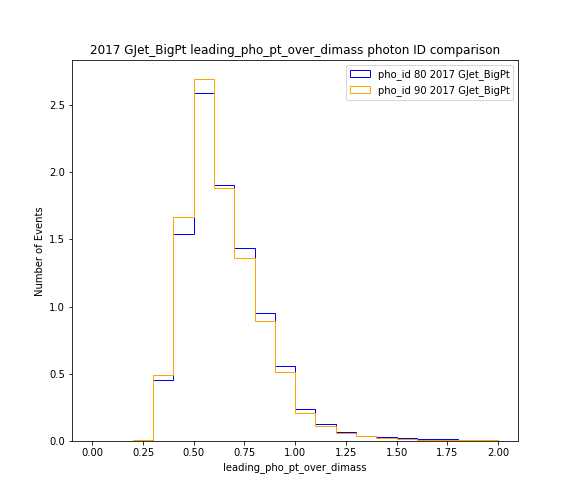 2017 GJet_BigPt leading_pho_pt_over_dimass photon ID comparison
pho_id 80 2017 GJet_BigPt
pho_id 90 2017 GJet_BigPt
Number of Events
2.5
2.0
1.5
1.0
0.5
0.0
0.00 0.25 0.50 0.75 1.00 1.25 1.50 1.75 2.00
leading_pho_pt_over_dimass